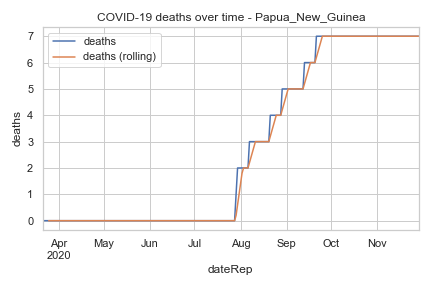 COVID-19 deaths over time - Papua_New_Guinea
deaths
deaths (rolling)
deaths
7
6
5
4
3
2
1
0
Apr May Jun Jul Aug Sep Oct Nov
2020
dateRep